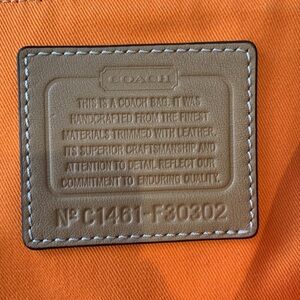 COACH
THIS IS A COACH BAG. IT WAS
HANDCRAFTED FROM THE FINEST
MATERIALS TRIMMED WITH LEATHER.
ITS SUPERIOR CRAFTSMANSHIP AND
ATTENTION TO DETAIL REFLECT OUR
COMMITMENT TO ENDURING QUALITY.
Nº C1461-F30302